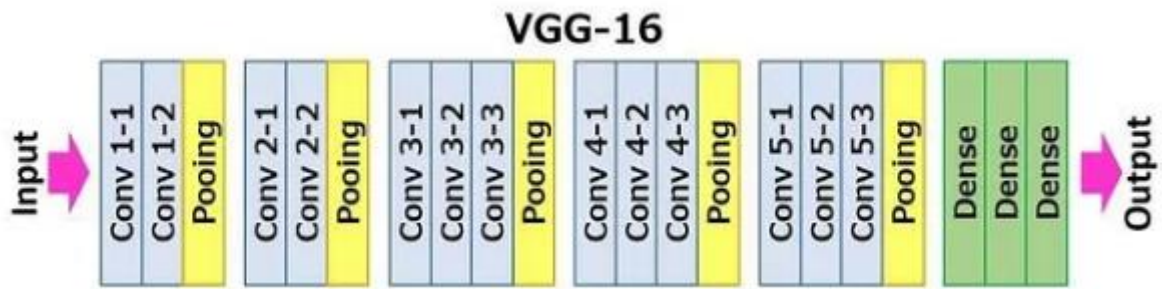 VGG-16
Input
Conv 1-1
Conv 1-2
Pooing
Conv 2-1
Conv 2-2
Pooing
Conv 3-1
Conv 3-2
Conv 3-3
Pooing
Conv 4-1
Conv 4-2
Conv 4-3
Pooing
Conv 5-1
Conv 5-2
Conv 5-3
Pooing
Dense
Dense
Dense
Output